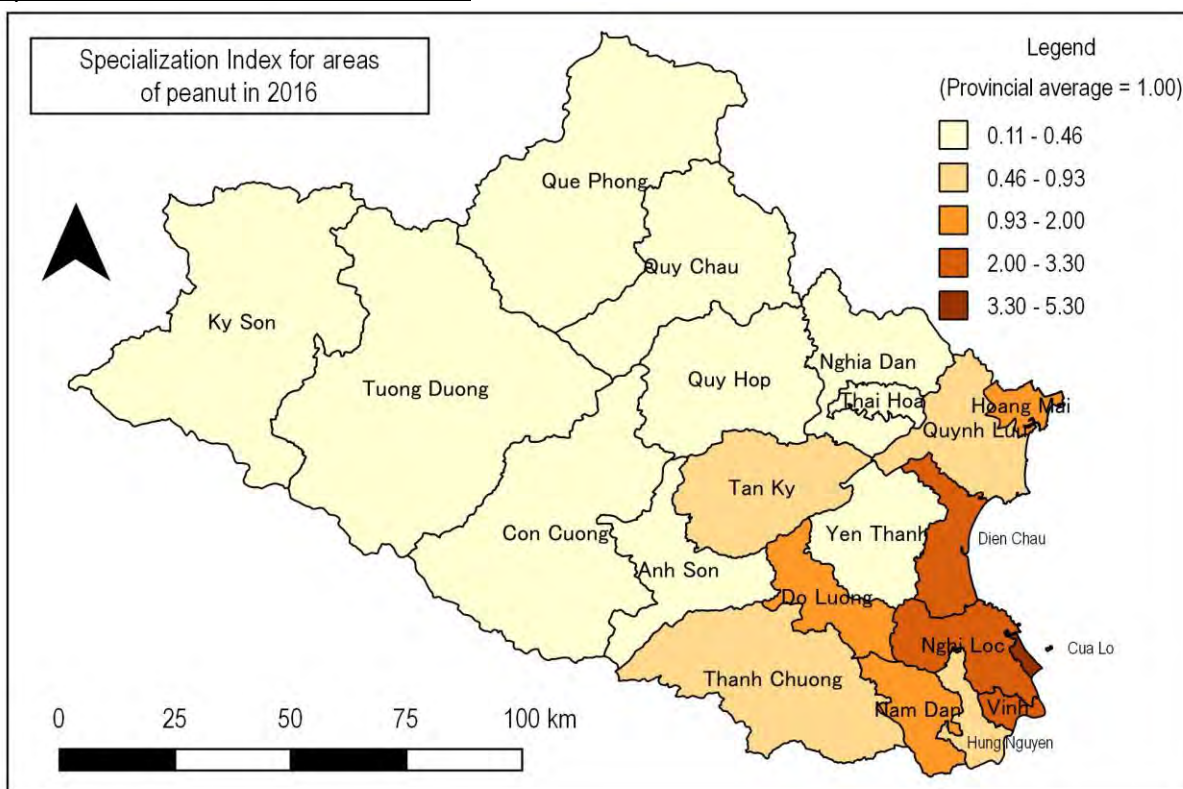 Specialization Index for areas
of peanut in 2016
Legend
(Provincial average = 1.00)
0.11 - 0.46
0.46 - 0.93
0.93 - 2.00
2.00 - 3.30
3.30 - 5.30
Que Phong
Quy Chau
Ky Son
Tuong Duong
Quy Hop
Nghia Dan
Thai Hoa
Hoang Mai
Quynh Luu
Tan Ky
Con Cuong
Yen Thanh
Dien Chau
Anh Son
Do Luong
Nghi Loc
Cua Lo
Thanh Chuong
Nam Dan
Vinh
Hung Nguyen
0 25 50 75 100 km